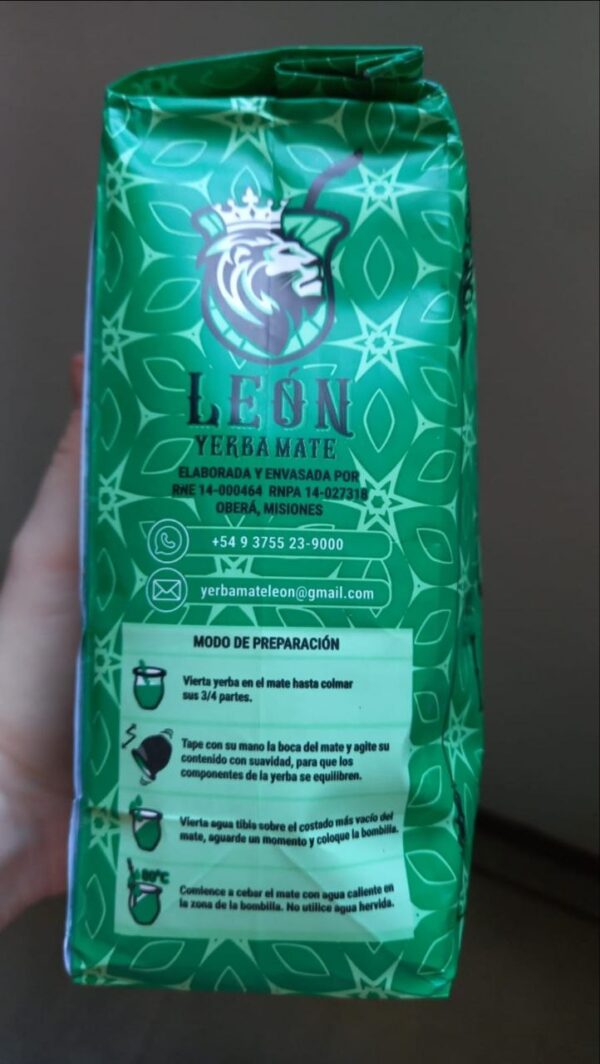 LEÓN
YERBA MATE
ELABORADA Y ENVASADA POR
RNE 14-000464 RNPA 14-027318
OBERÁ, MISIONES
+54 9 3755 23-9000
yerbamateleon@gmail.com
MODO DE PREPARACIÓN
Vierta yerba en el mate hasta colmar
sus 3/4 partes.
Tape con su mano la boca del mate y agite su
contenido con suavidad, para que los
componentes de la yerba se equilibren.
Vierta agua tibia sobre el costado más vacío del
mate, aguarde un momento y coloque la bombilla.
80°C
Comience a cebar el mate con agua caliente en
la zona de la bombilla. No utilice agua hervida.